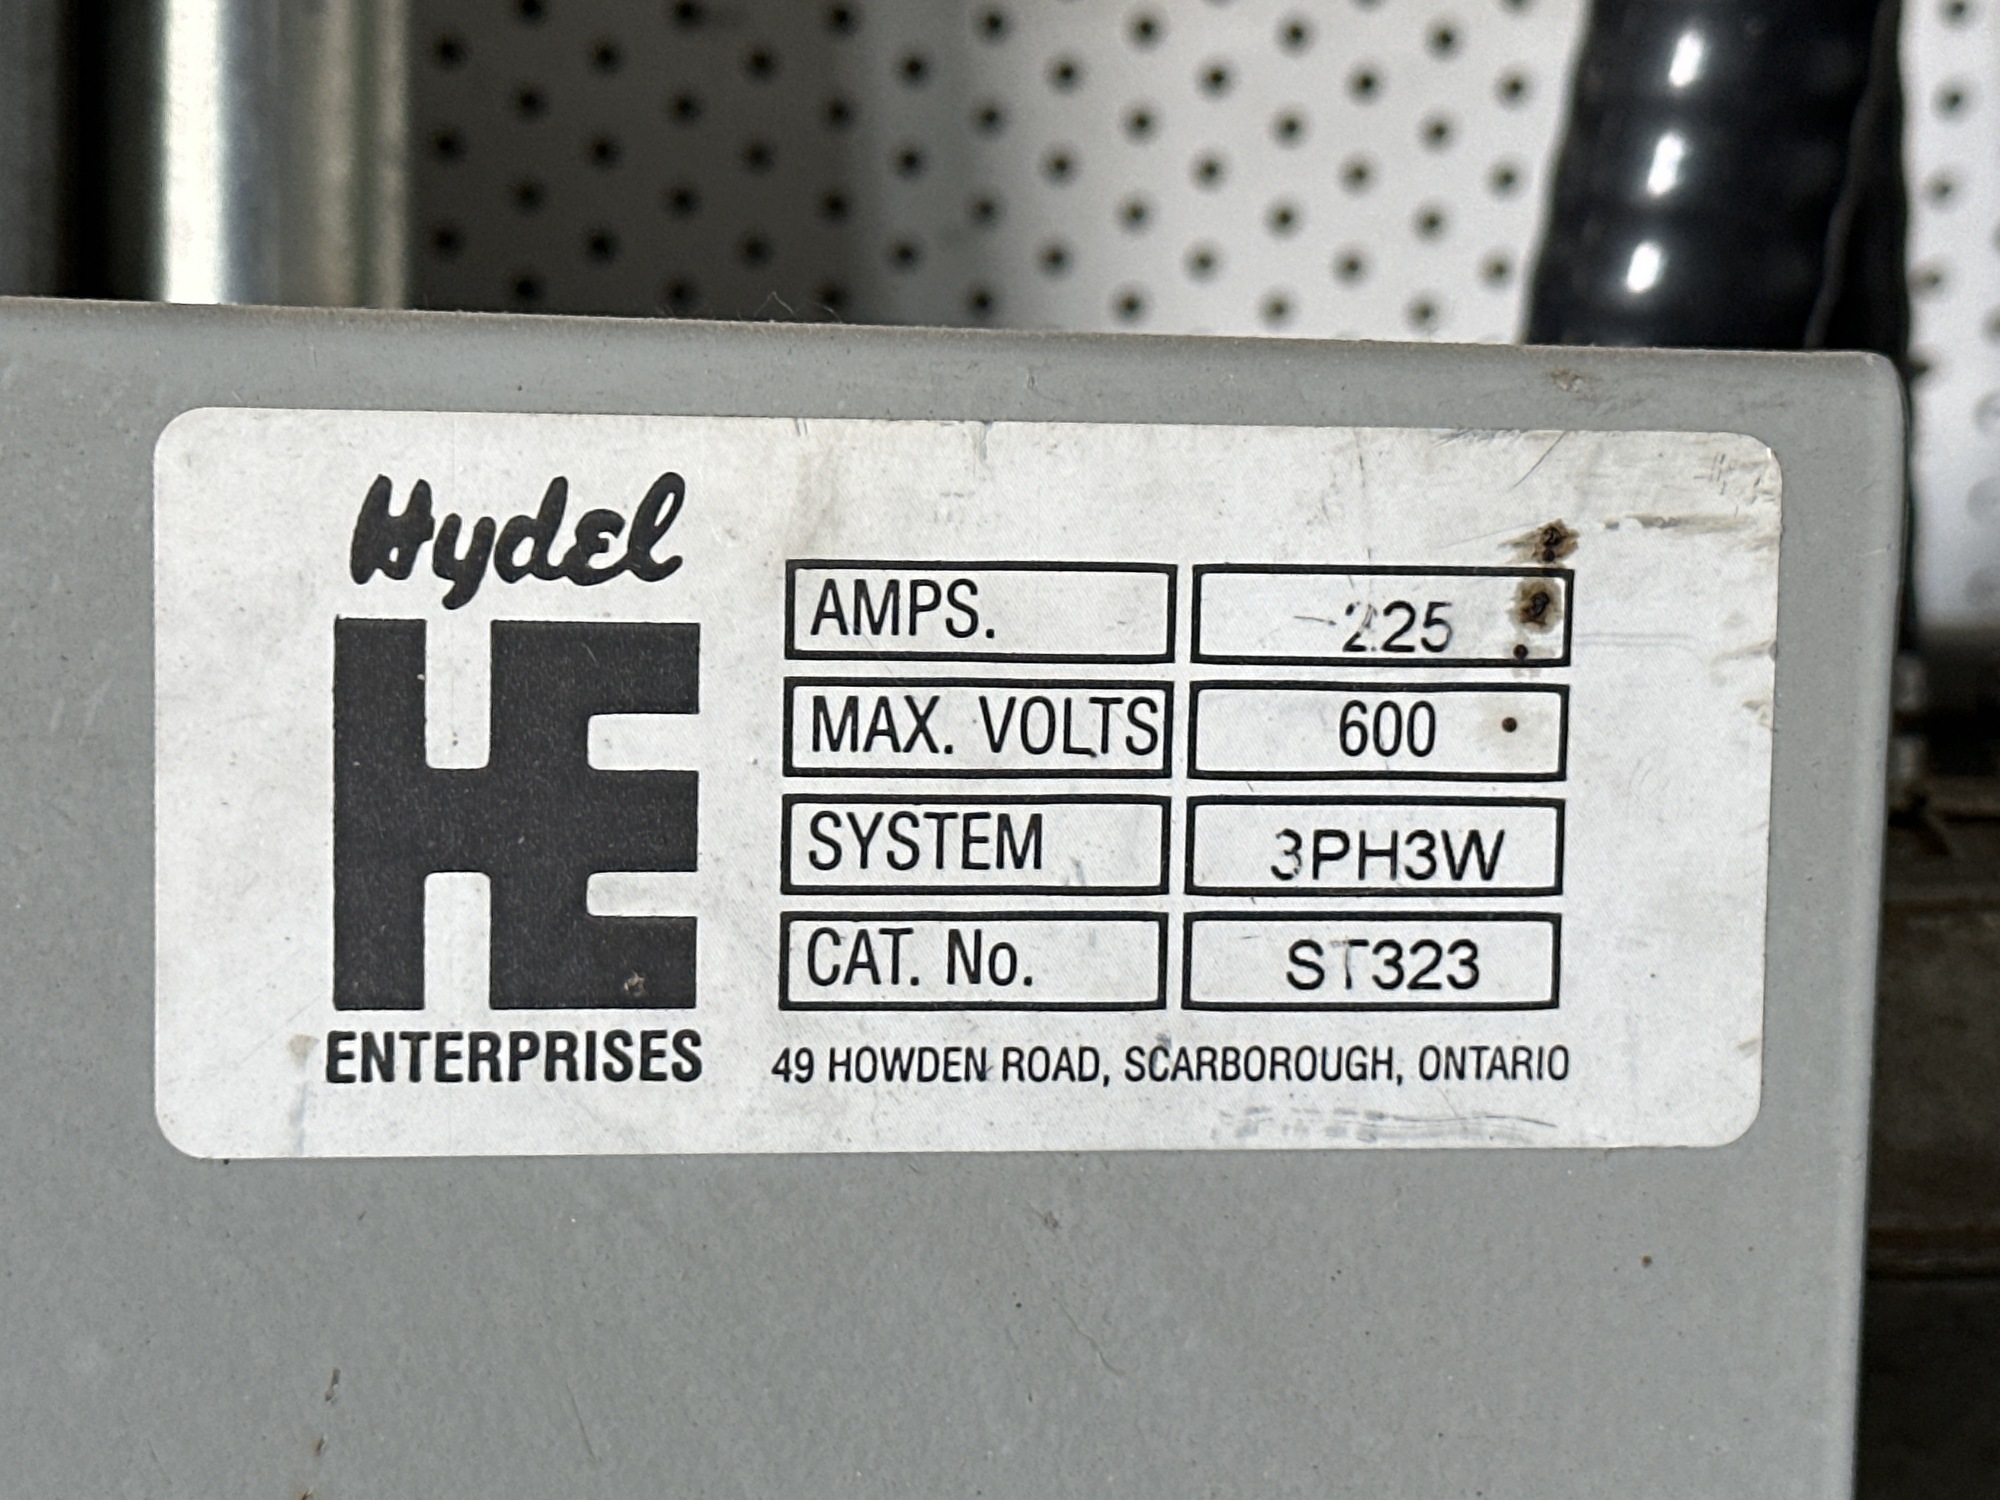 Hydel
HE
ENTERPRISES
AMPS. 225
MAX. VOLTS 600
SYSTEM 3PH3W
CAT. No. ST323
49 HOWDEN ROAD, SCARBOROUGH, ONTARIO